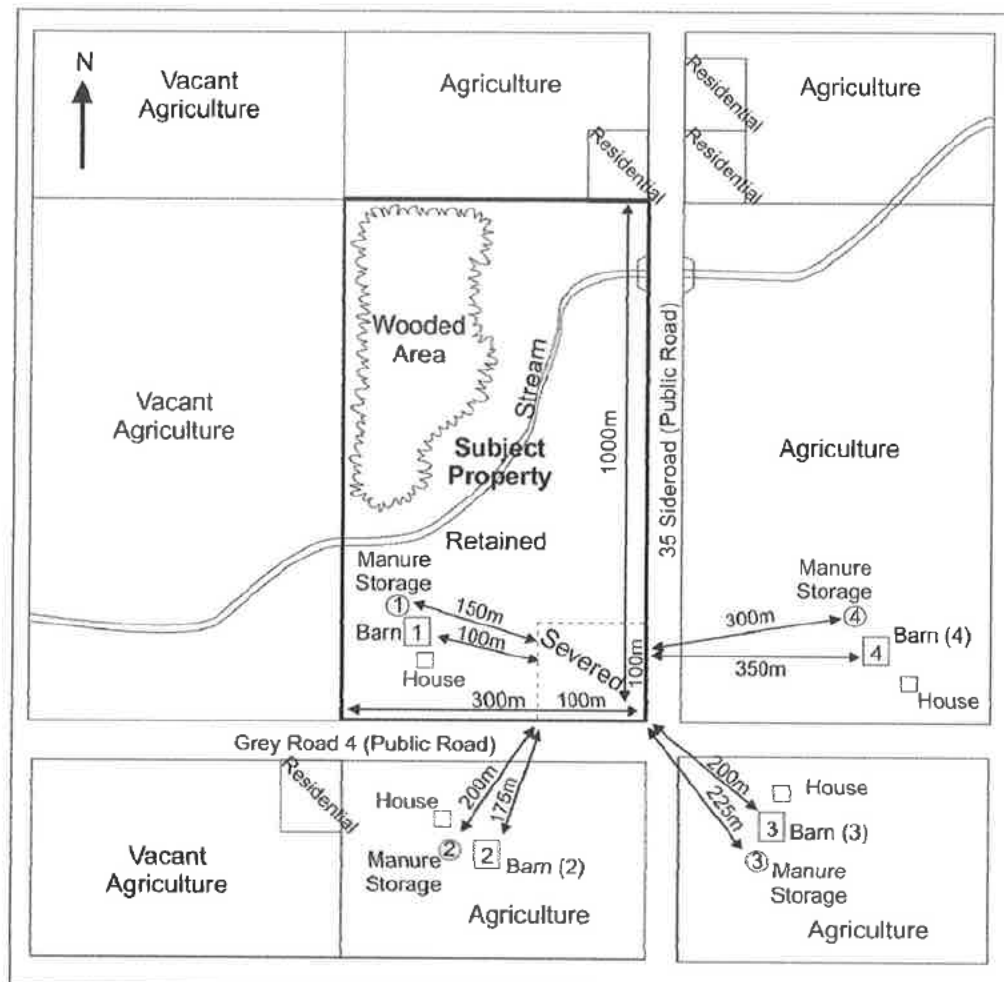 N
Vacant
Agriculture
Agriculture
Residential
Residential
Residential
Agriculture
Wooded
Area
Stream
1000m
35 Sideroad (Public Road)
Vacant
Agriculture
Subject
Property
Agriculture
Retained
Manure
Storage
1
150m
Barn
1
100m
House
Severed
100m
300m
100m
Manure
Storage
4
300m
Barn (4)
4
350m
House
Grey Road 4 (Public Road)
Residential
House
200m
175m
2
2
Manure
Storage
Barn (2)
Vacant
Agriculture
Agriculture
200m
225m
House
3
Barn (3)
3
Manure
Storage
Agriculture